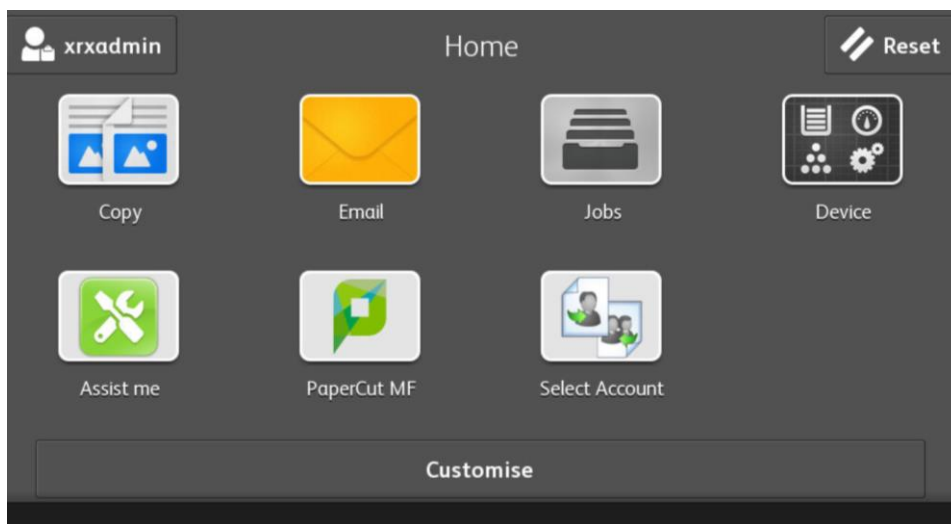 xrxadmin
Home
Reset
Copy
Email
Jobs
Device
Assist me
PaperCut MF
Select Account
Customise